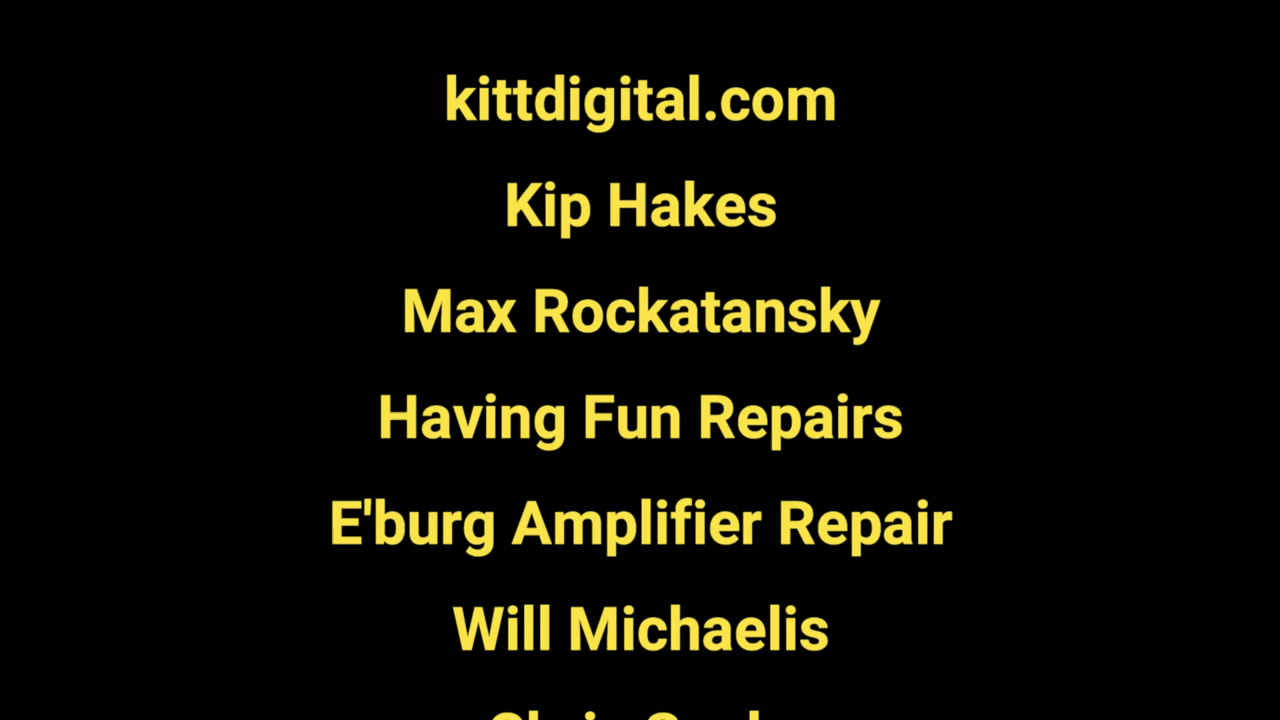 kittdigital.com
Kip Hakes
Max Rockatansky
Having Fun Repairs
E'burg Amplifier Repair
Will Michaelis